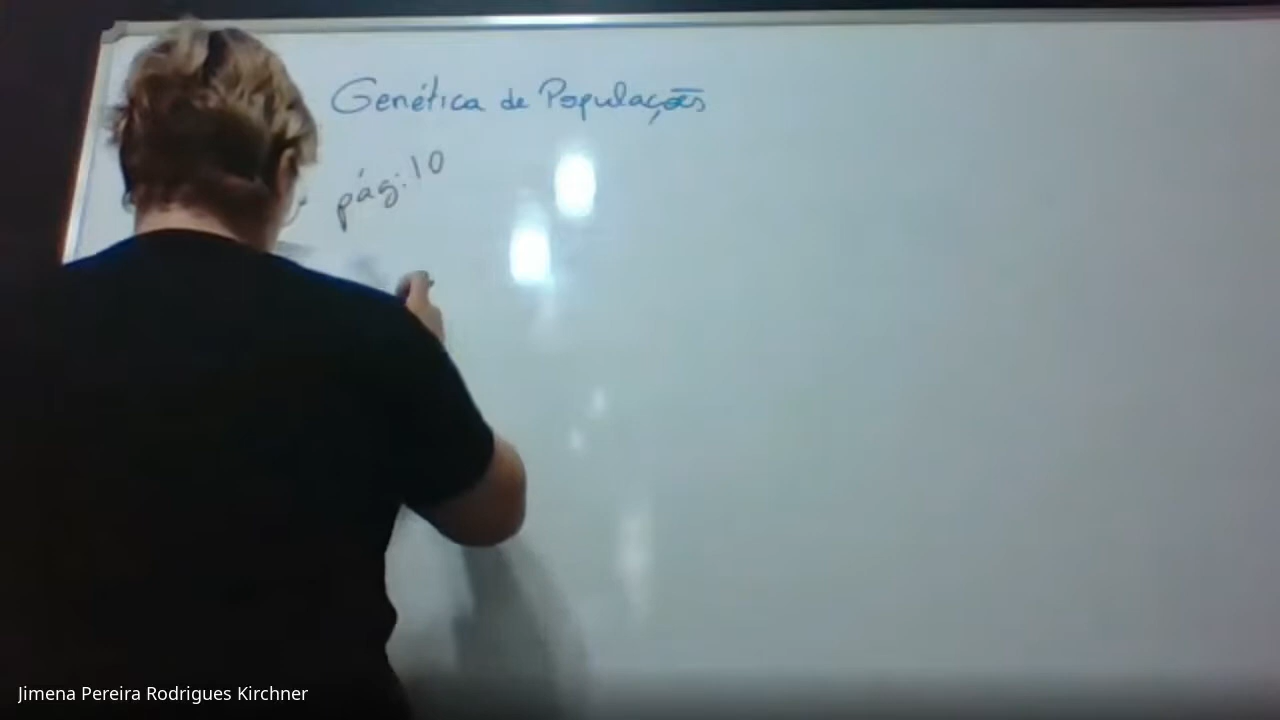 Genética de Populações
pág:10
Jimena Pereira Rodrigues Kirchner